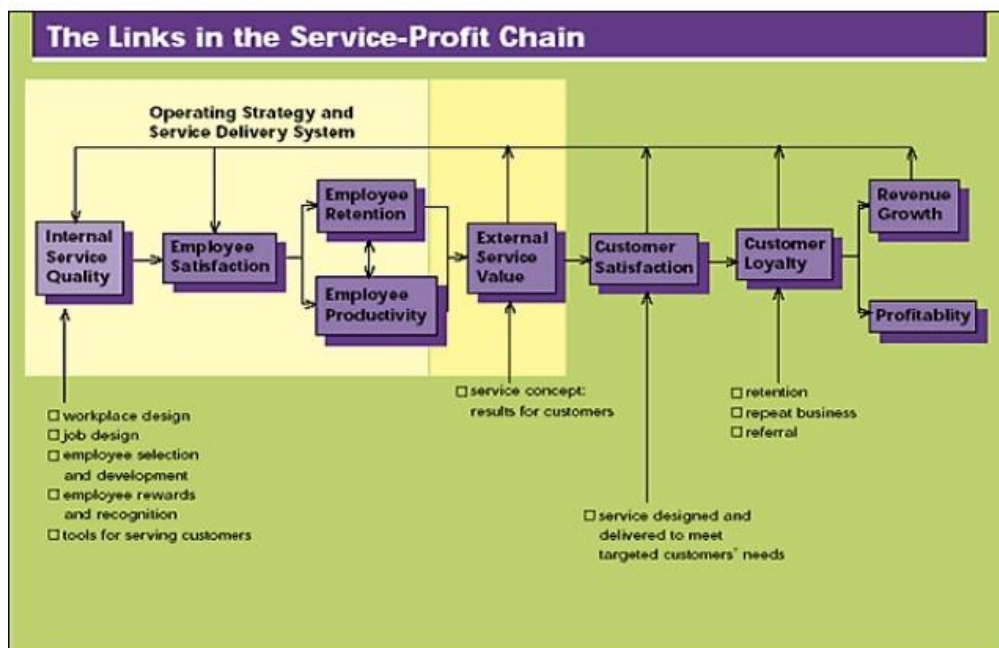 The Links in the Service-Profit Chain
Operating Strategy and
Service Delivery System
Internal
Service
Quality
Employee
Satisfaction
Employee
Retention
Employee
Productivity
External
Service
Value
Customer
Satisfaction
Customer
Loyalty
Revenue
Growth
Profitablity
☐ workplace design
☐ job design
☐ employee selection
and development
☐ employee rewards
and recognition
☐ tools for serving customers
☐ service concept:
results for customers
☐ service designed and
delivered to meet
targeted customers' needs
☐ retention
☐ repeat business
☐ referral